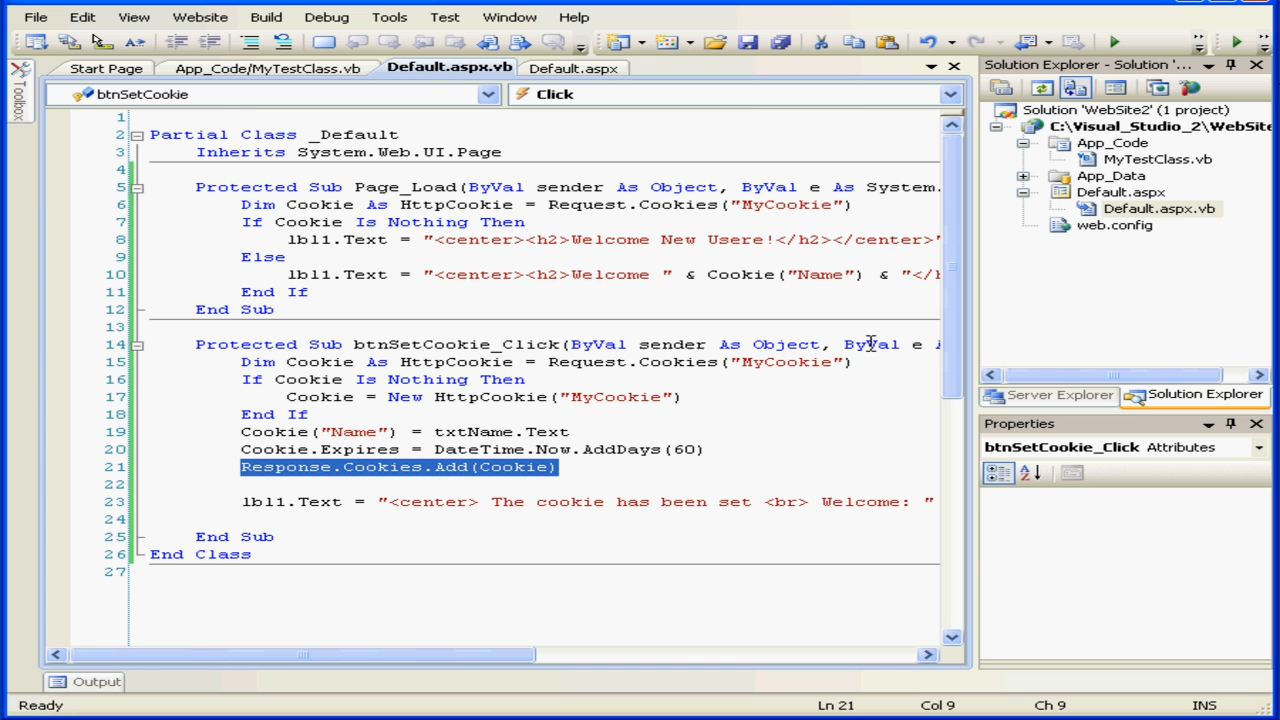 File Edit View Website Build Debug Tools Test Window Help
Start Page App_Code/MyTestClass.vb Default.aspx.vb Default.aspx
Toolbox
btnSetCookie Click
1
2 Partial Class _Default
3 Inherits System.Web.UI.Page
4
5 Protected Sub Page_Load(ByVal sender As Object, ByVal e As System.
6 Dim Cookie As HttpCookie = Request.Cookies("MyCookie")
7 If Cookie Is Nothing Then
8 lbl1.Text = "<center><h2>Welcome New Usere!</h2></center>"
9 Else
10 lbl1.Text = "<center><h2>Welcome " & Cookie("Name") & "</h
11 End If
12 End Sub
13
14 Protected Sub btnSetCookie_Click(ByVal sender As Object, ByVal e A
15 Dim Cookie As HttpCookie = Request.Cookies("MyCookie")
16 If Cookie Is Nothing Then
17 Cookie = New HttpCookie("MyCookie")
18 End If
19 Cookie("Name") = txtName.Text
20 Cookie.Expires = DateTime.Now.AddDays(60)
21 Response.Cookies.Add(Cookie)
22
23 lbl1.Text = "<center> The cookie has been set <br> Welcome: "
24
25 End Sub
26 End Class
27
Solution Explorer - Solution '...
Solution 'WebSite2' (1 project)
C:\Visual_Studio_2\WebSite
App_Code
MyTestClass.vb
App_Data
Default.aspx
Default.aspx.vb
web.config
Server Explorer Solution Explorer
Properties
btnSetCookie_Click Attributes
Output
Ready Ln 21 Col 9 Ch 9 INS